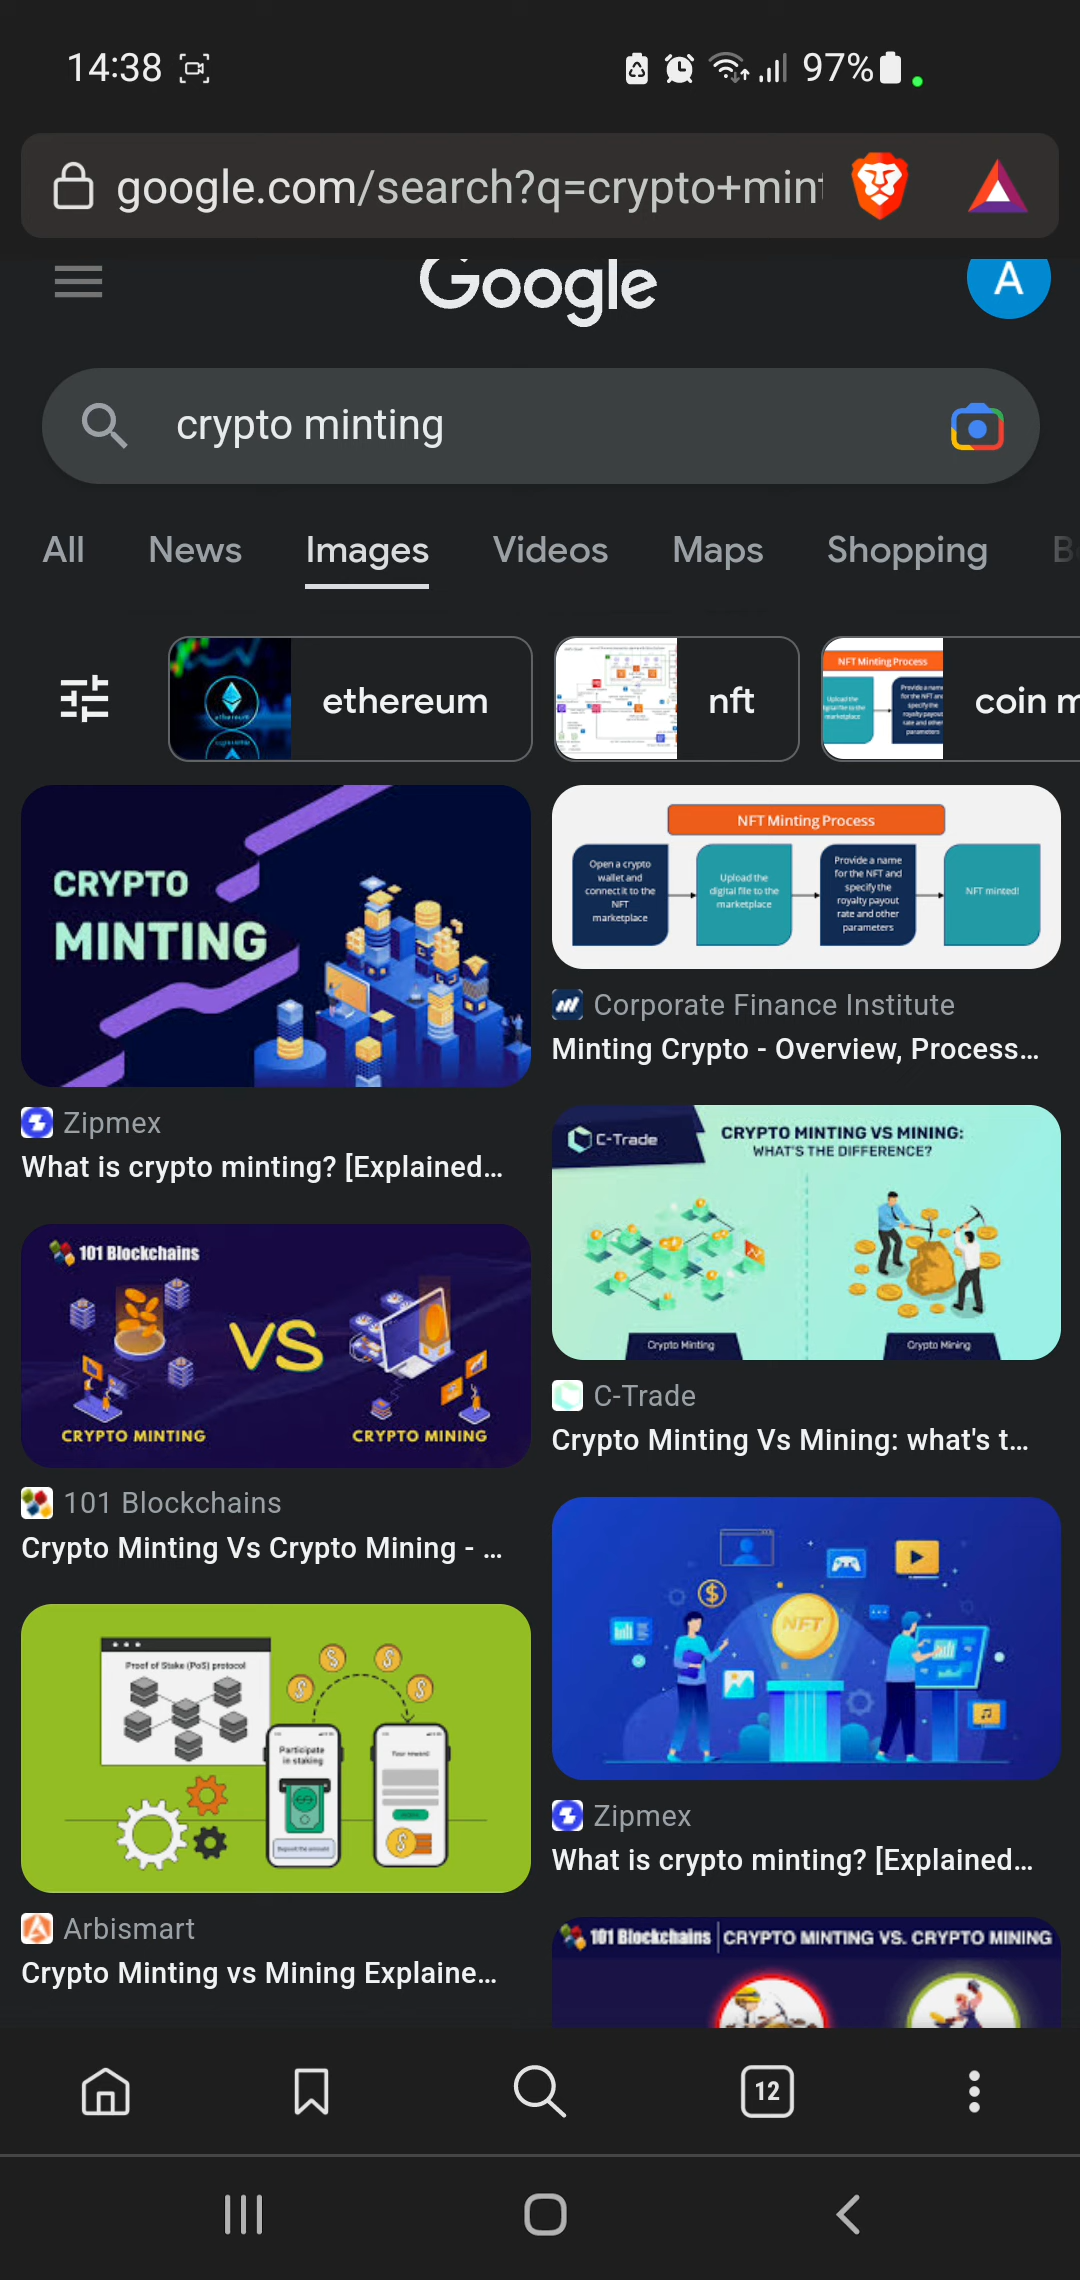 14:38
97%
google.com/search?q=crypto+mint
Google
A
crypto minting
All News Images Videos Maps Shopping B
ethereum
nft
NFT Minting Process
coin m
CRYPTO
MINTING
Zipmex
What is crypto minting? [Explained...
NFT Minting Process
Open a crypto
wallet and
connect it to the
NFT
marketplace
Upload the
digital file to the
marketplace
Provide a name
for the NFT and
specify the
royalty payout
rate and other
parameters
NFT minted!
Corporate Finance Institute
Minting Crypto - Overview, Process...
C-Trade
CRYPTO MINTING VS MINING:
WHAT'S THE DIFFERENCE?
Crypto Minting
Crypto Mining
C-Trade
Crypto Minting Vs Mining: what's t...
101 Blockchains
VS
CRYPTO MINTING
CRYPTO MINING
101 Blockchains
Crypto Minting Vs Crypto Mining - ...
NFT
Zipmex
What is crypto minting? [Explained...
Proof of Stake (PoS) protocol
Participate
in staking
Your reward
Arbismart
Crypto Minting vs Mining Explaine...
101 Blockchains
CRYPTO MINTING VS. CRYPTO MINING
12